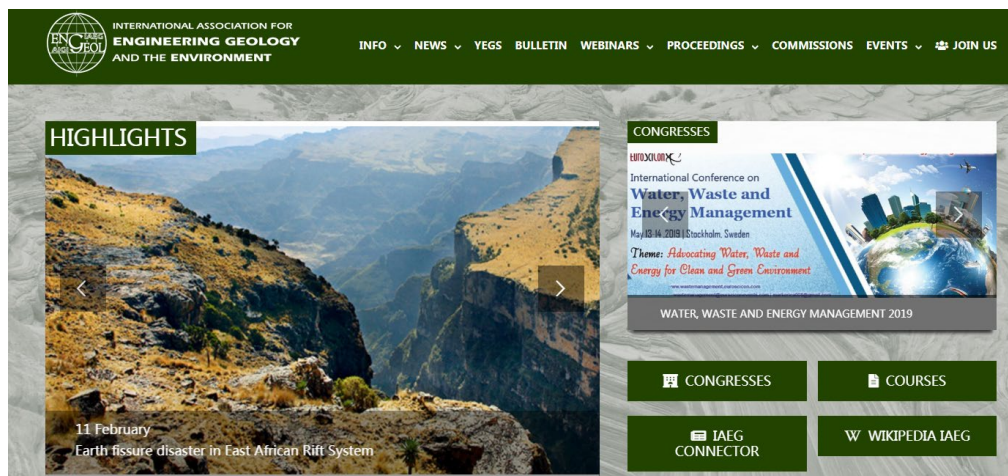 ENG IAEG
AIGI GEOL
INTERNATIONAL ASSOCIATION FOR
ENGINEERING GEOLOGY
AND THE ENVIRONMENT
INFO NEWS YEGS BULLETIN WEBINARS PROCEEDINGS COMMISSIONS EVENTS JOIN US
HIGHLIGHTS
11 February
Earth fissure disaster in East African Rift System
CONGRESSES
EUROSCICON
International Conference on
Water, Waste and
Energy Management
May 13-14, 2019 | Stockholm, Sweden
Theme: Advocating Water, Waste and
Energy for Clean and Green Environment
WATER, WASTE AND ENERGY MANAGEMENT 2019
CONGRESSES
COURSES
IAEG
CONNECTOR
W WIKIPEDIA IAEG